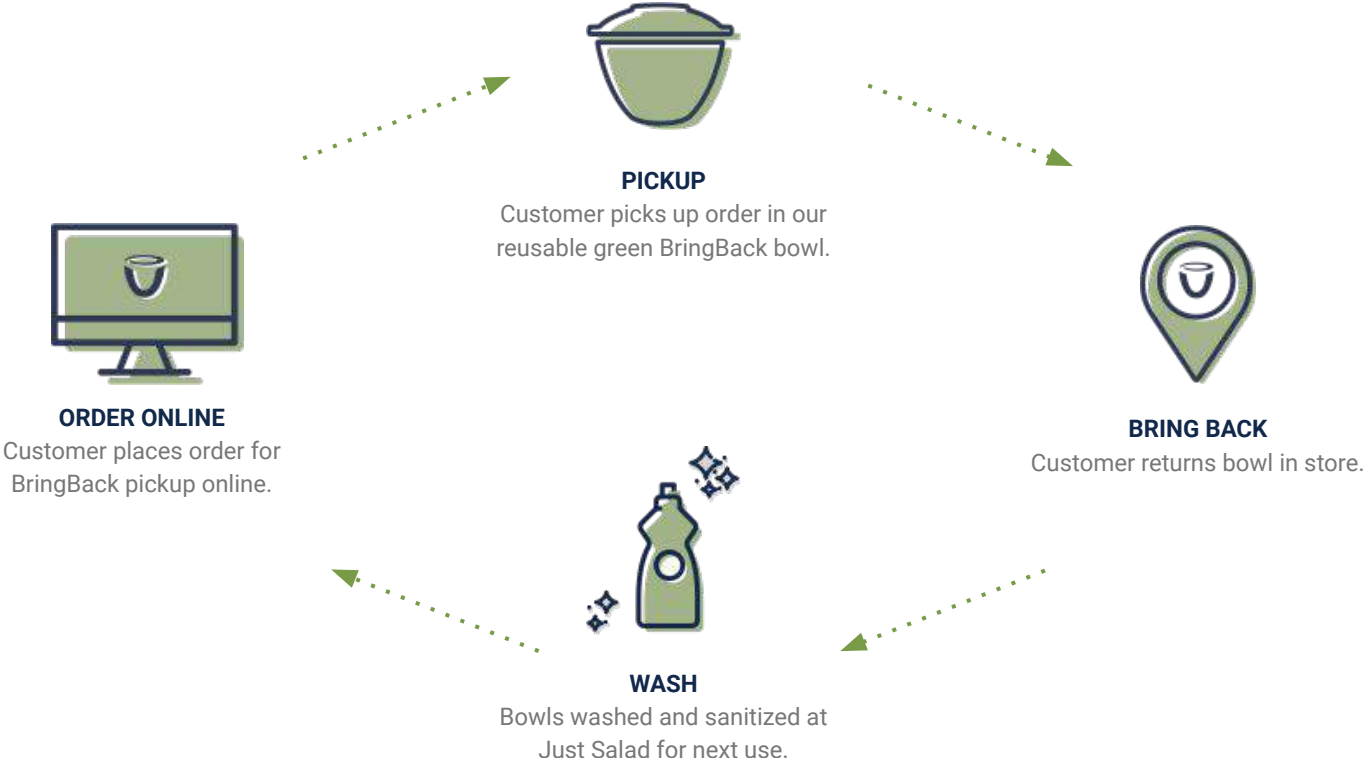 PICKUP
Customer picks up order in our
reusable green BringBack bowl.
ORDER ONLINE
Customer places order for
BringBack pickup online.
BRING BACK
Customer returns bowl in store.
WASH
Bowls washed and sanitized at
Just Salad for next use.